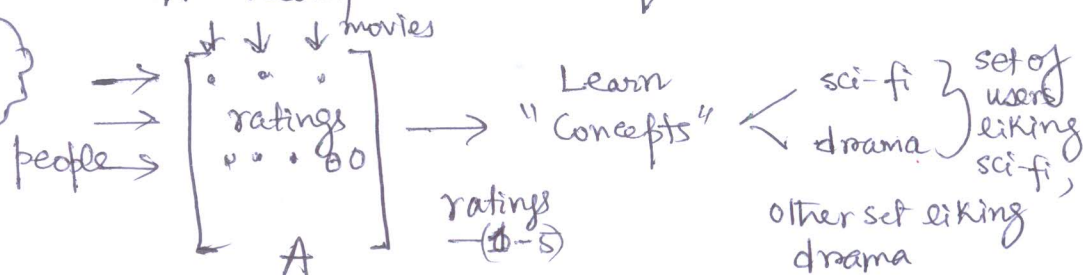 movies
ratings
people
A
ratings
(1-5)
Learn
"Concepts"
sci-fi
drama
set of
users
liking
sci-fi,
other set liking
drama